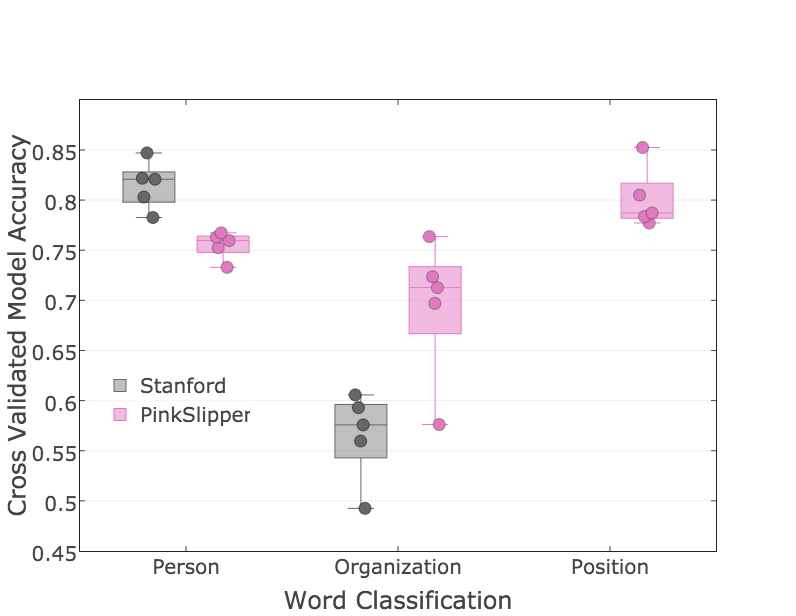 Cross Validated Model Accuracy
0.85
0.8
0.75
0.7
0.65
0.6
0.55
0.5
0.45
Stanford
PinkSlipper
Person
Organization
Position
Word Classification